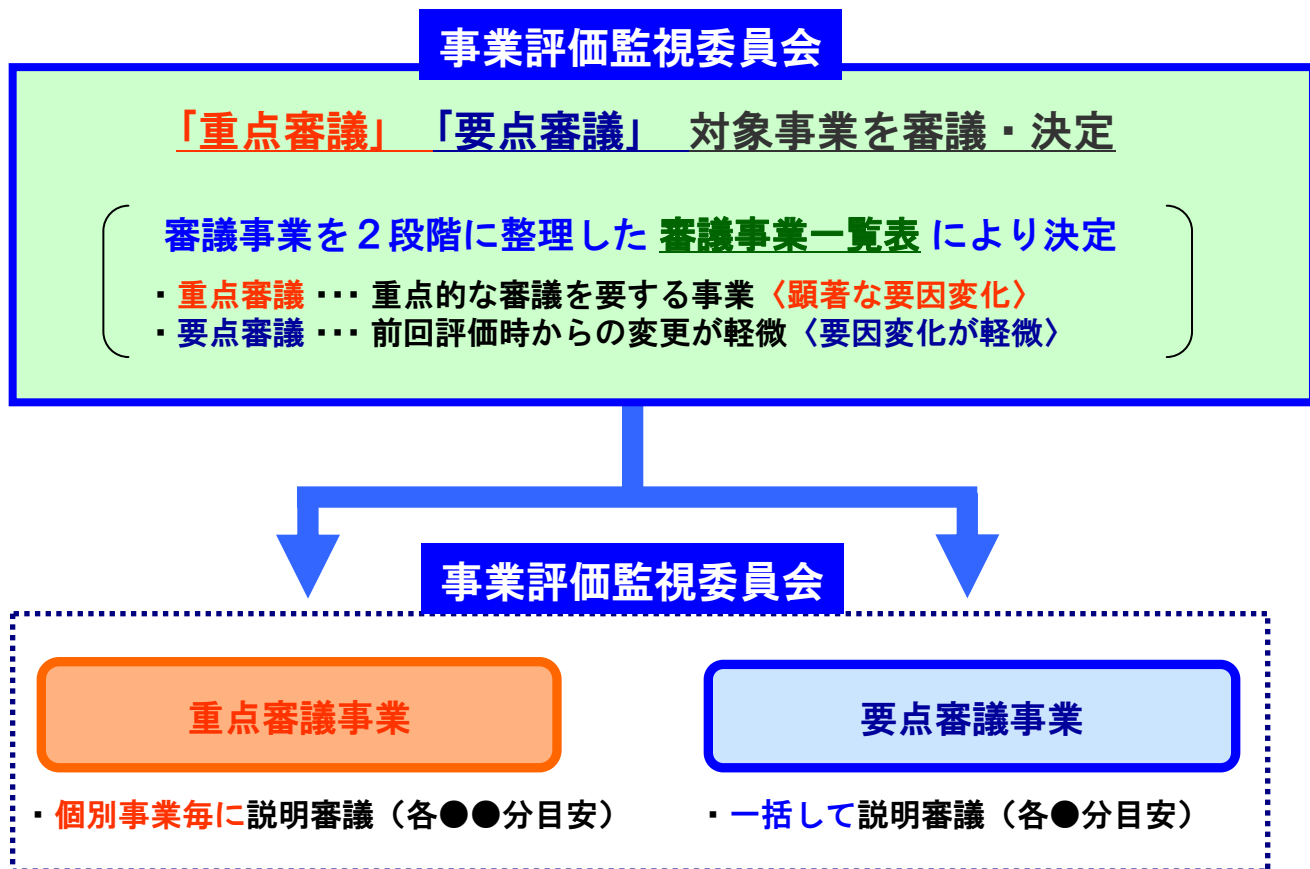 事業評価監視委員会
「重点審議」 「要点審議」 対象事業を審議・決定
審議事業を２段階に整理した 審議事業一覧表 により決定
・重点審議 ･･･ 重点的な審議を要する事業〈顕著な要因変化〉
・要点審議 ･･･ 前回評価時からの変更が軽微〈要因変化が軽微〉
事業評価監視委員会
重点審議事業
要点審議事業
・個別事業毎に説明審議（各●●分目安）
・一括して説明審議（各●分目安）